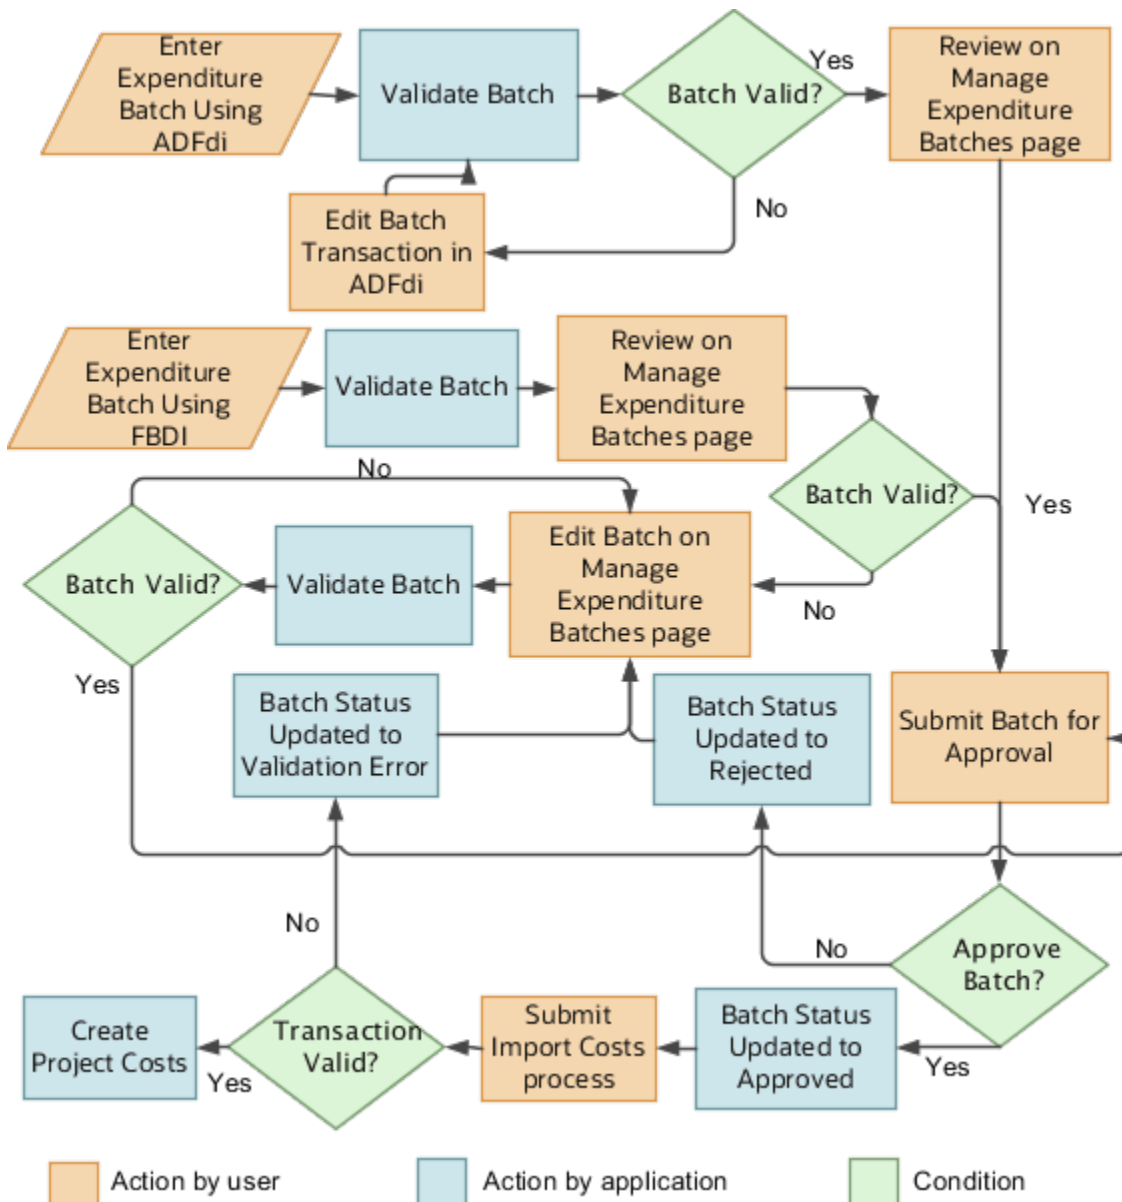 Enter
Expenditure
Batch Using
ADFdi
Validate Batch
Batch Valid?
Yes
Review on
Manage
Expenditure
Batches page
No
Edit Batch
Transaction in
ADFdi
Enter
Expenditure
Batch Using
FBDI
Validate Batch
Review on
Manage
Expenditure
Batches page
Batch Valid?
Yes
No
No
Edit Batch on
Manage
Expenditure
Batches page
Validate Batch
Batch Valid?
Yes
Batch Status
Updated to
Validation Error
Batch Status
Updated to
Rejected
Submit Batch for
Approval
No
No
Approve
Batch?
Yes
Batch Status
Updated to
Approved
Submit
Import Costs
process
Transaction
Valid?
Yes
Create
Project Costs
Action by user
Action by application
Condition